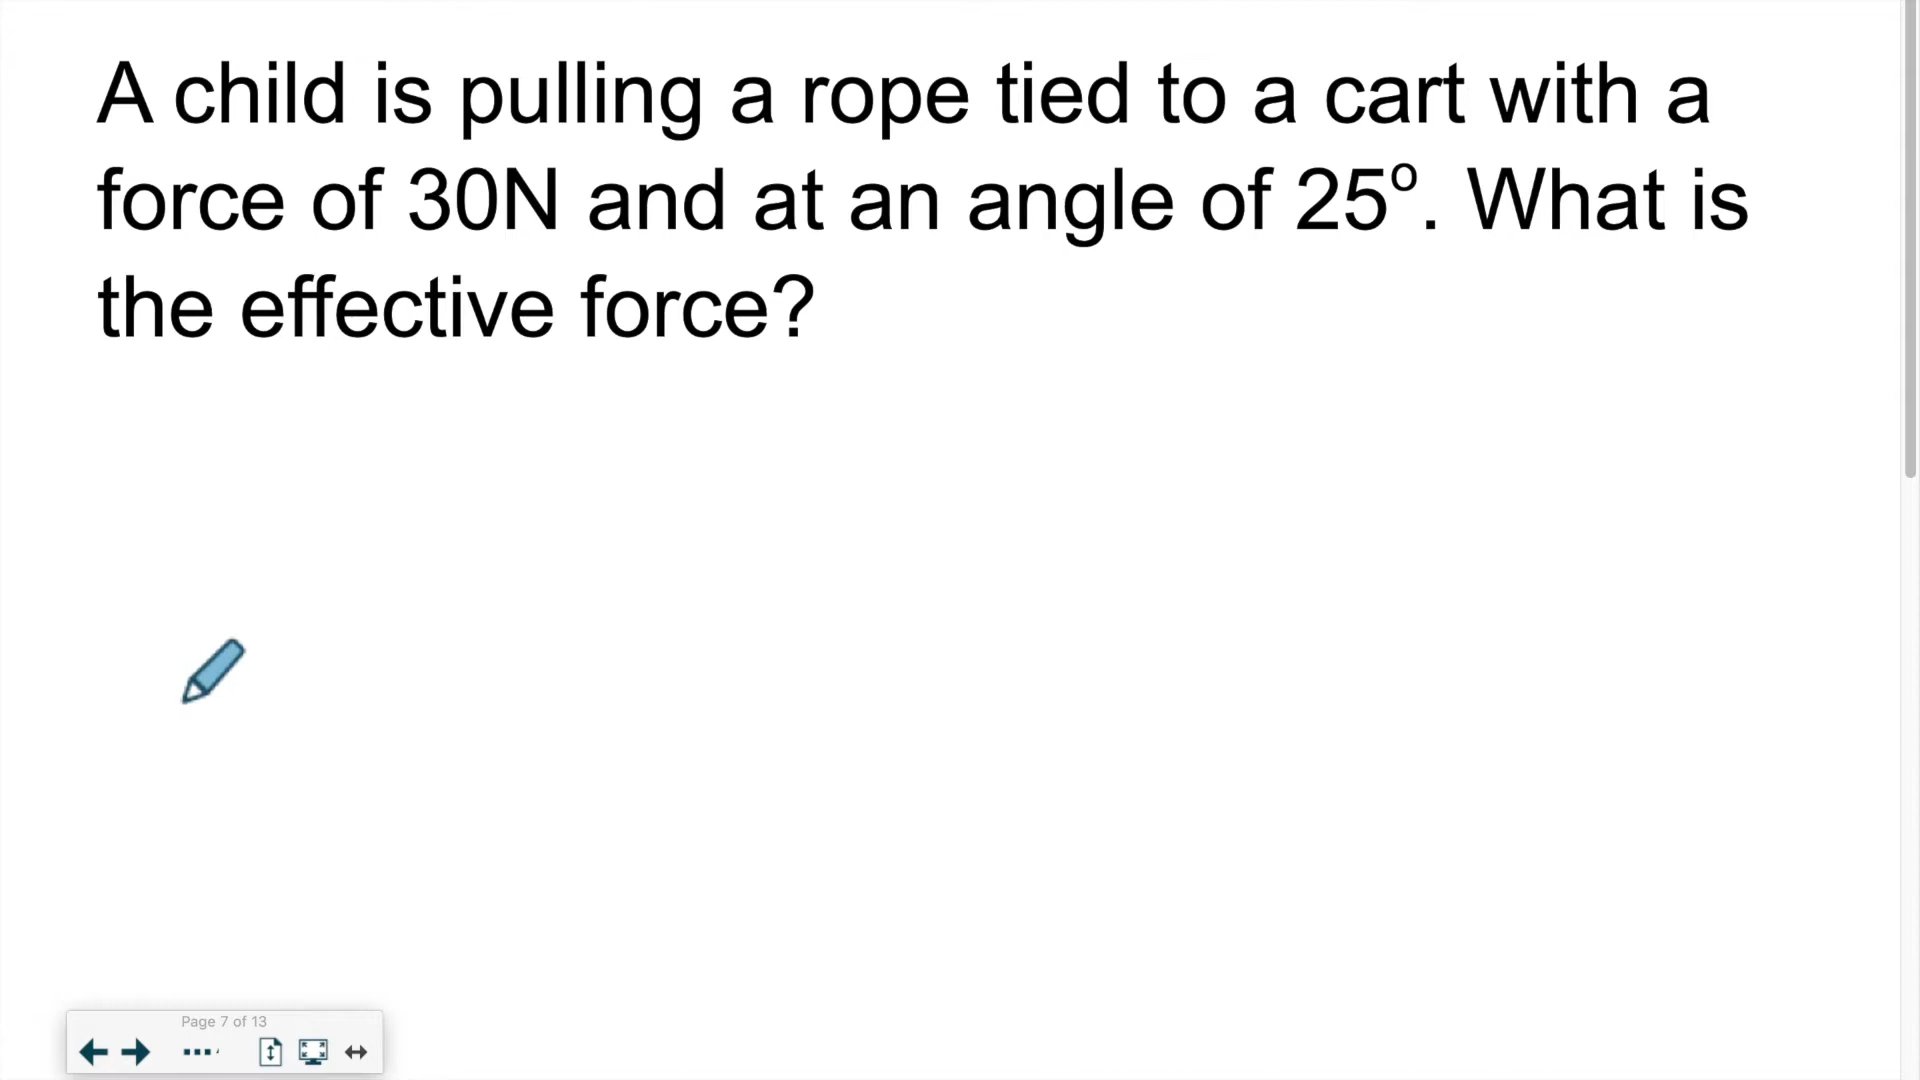 A child is pulling a rope tied to a cart with a
force of 30N and at an angle of 25º. What is
the effective force?
Page 7 of 13